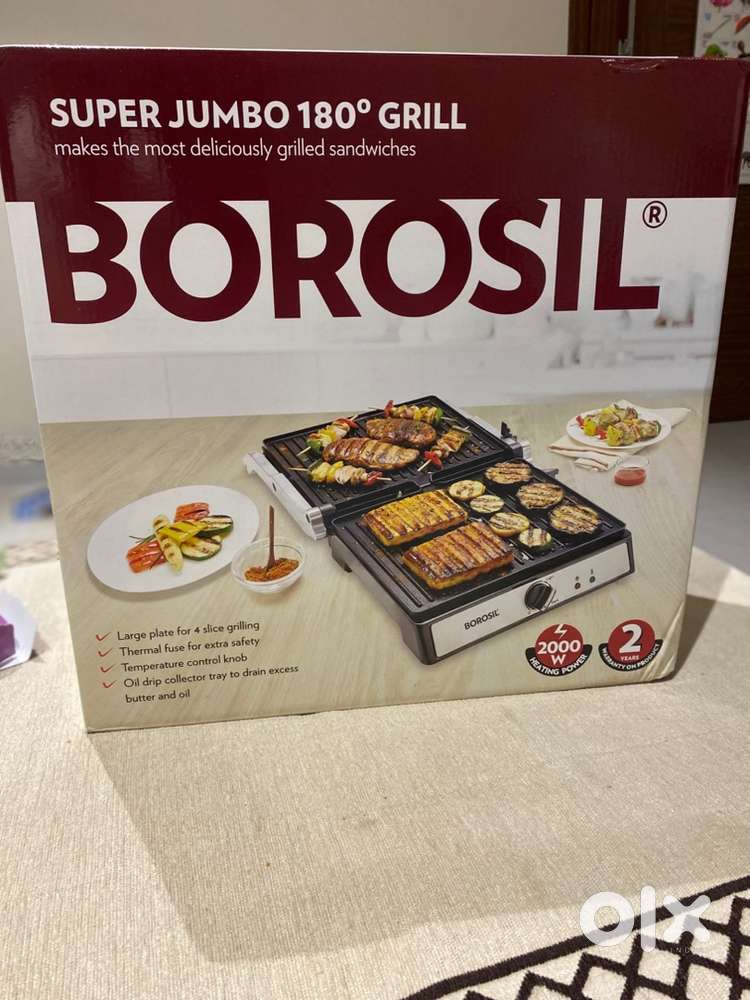 SUPER JUMBO 180° GRILL
makes the most deliciously grilled sandwiches
BOROSIL®
BOROSIL
Large plate for 4 slice grilling
Thermal fuse for extra safety
Temperature control knob
Oil drip collector tray to drain excess
butter and oil
2000
W
HEATING POWER
2
YEARS
WARRANTY ON PRODUCT
olx